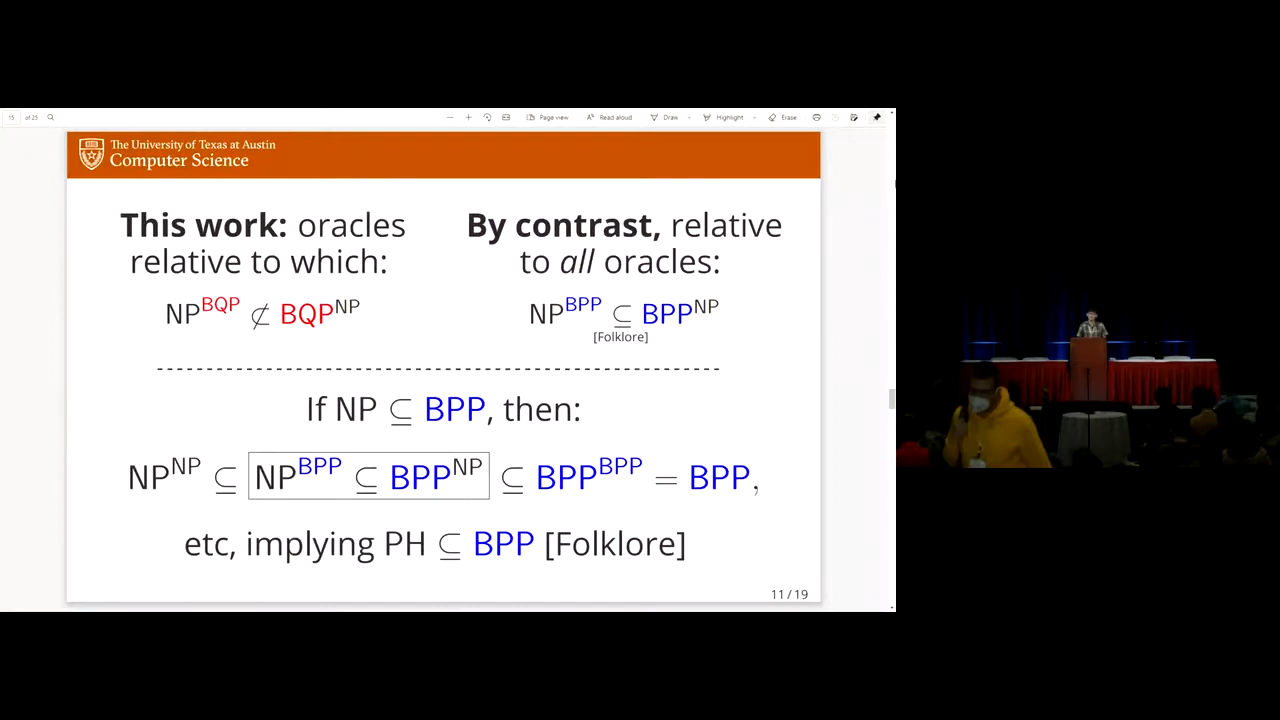 15 of 25 Page view Read aloud Draw Highlight Erase
The University of Texas at Austin
Computer Science
This work: oracles
relative to which:
NP^BQP ⊄ BQP^NP
By contrast, relative
to all oracles:
NP^BPP ⊆ BPP^NP
[Folklore]
If NP ⊆ BPP, then:
NP^NP ⊆ NP^BPP ⊆ BPP^NP ⊆ BPP^BPP = BPP,
etc, implying PH ⊆ BPP [Folklore]
11 / 19